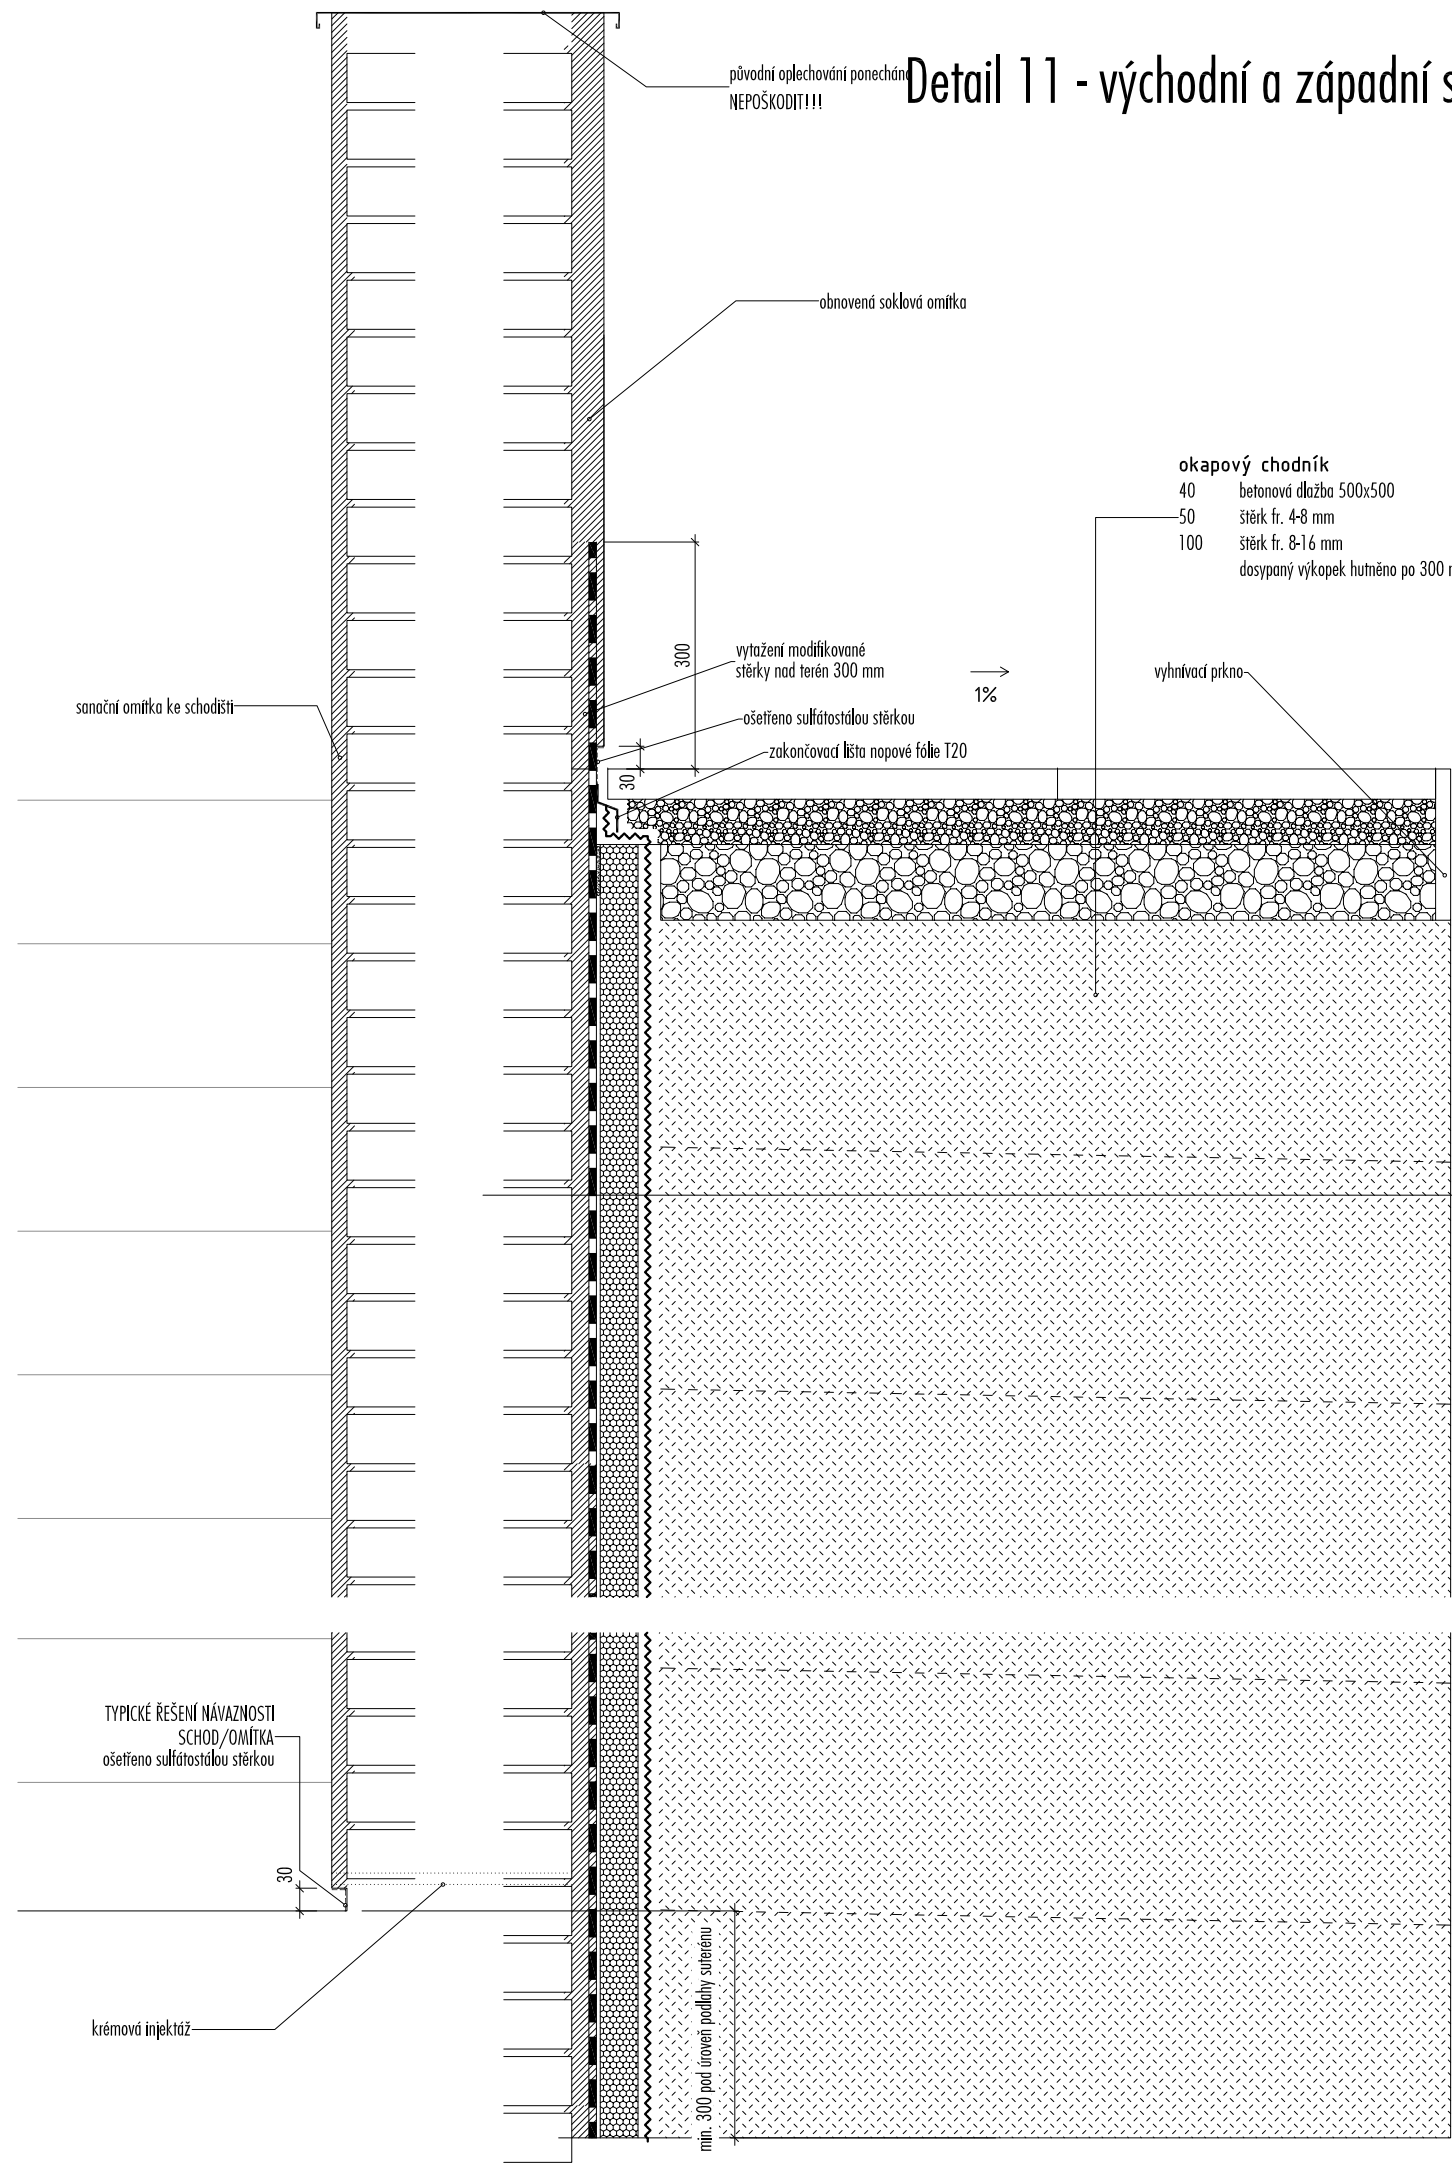 původní oplechování ponecháno
NEPOŠKODIT!!!
Detail 11 - východní a západní s
obnovená soklová omítka
okapový chodník
40 betonová dlažba 500x500
50 štěrk fr. 4-8 mm
100 štěrk fr. 8-16 mm
dosypaný výkopek hutněno po 300
300
vytažení modifikované
stěrky nad terén 300 mm
1%
vyhnívací prkno
sanační omítka ke schodišti
ošetřeno sulfátostálou stěrkou
zakončovací lišta nopové fólie T20
30
TYPICKÉ ŘEŠENÍ NÁVAZNOSTI
SCHOD/OMÍTKA
ošetřeno sulfátostálou stěrkou
30
krémová injektáž
min. 300 pod úroveň podlahy suterénu